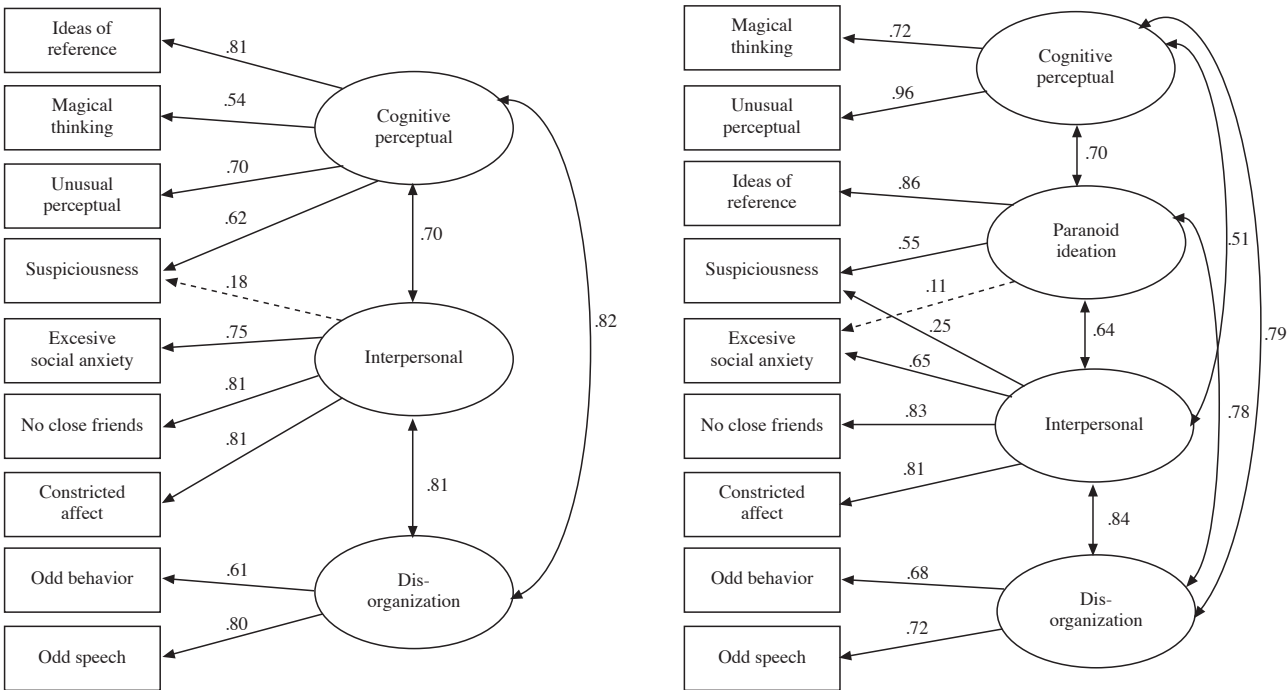 Ideas of
reference
Magical
thinking
Unusual
perceptual
Suspiciousness
Excesive
social anxiety
No close friends
Constricted
affect
Odd behavior
Odd speech
.81
.54
.70
.62
.18
.75
.81
.81
.61
.80
Cognitive
perceptual
.70
Interpersonal
.81
Dis-
organization
.82
Magical
thinking
Unusual
perceptual
Ideas of
reference
Suspiciousness
Excesive
social anxiety
No close friends
Constricted
affect
Odd behavior
Odd speech
.72
.96
.86
.55
.11
.25
.65
.83
.81
.68
.72
Cognitive
perceptual
.70
Paranoid
ideation
.64
Interpersonal
.84
Dis-
organization
.51
.79
.78